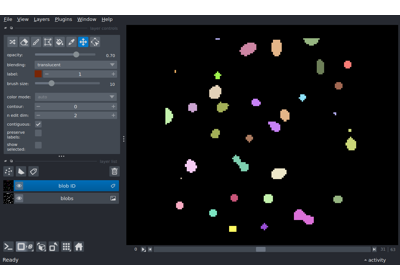 File View Layers Plugins Window Help
opacity: 0.70
blending: translucent
label: 1
brush size: 10
color mode:
contour: 0
n edit dim: 2
contiguous:
preserve labels:
show selected:
blob ID
blobs
Ready
activity